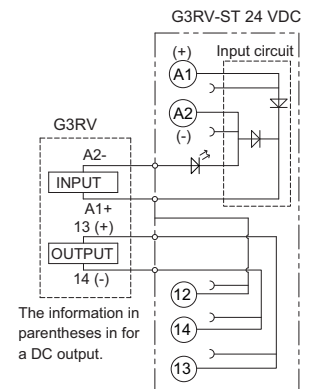 G3RV-ST 24 VDC
(+)
Input circuit
A1
A2
(-)
G3RV
A2-
INPUT
A1+
13 (+)
OUTPUT
14 (-)
12
14
13
The information in
parentheses in for
a DC output.